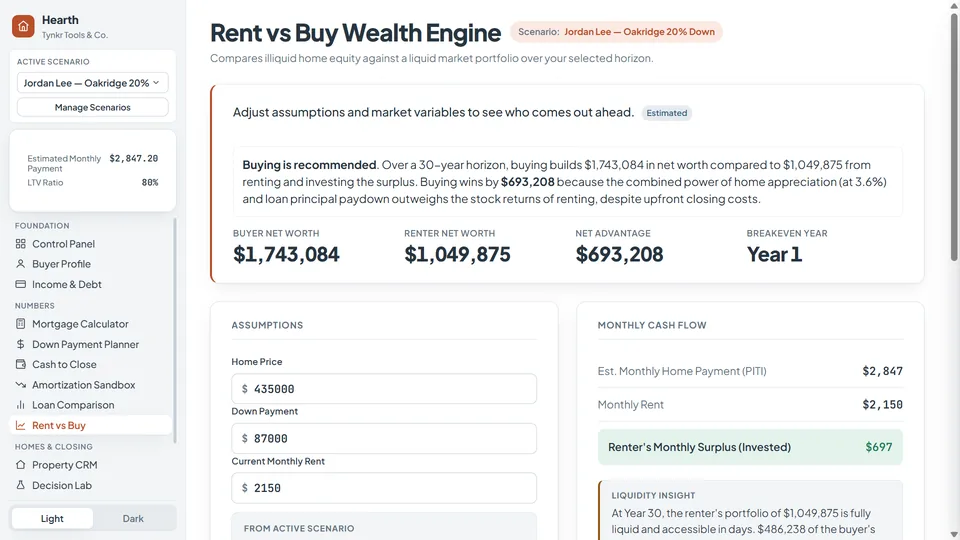 Hearth
Tynkr Tools & Co.
ACTIVE SCENARIO
Jordan Lee — Oakridge 20%
Manage Scenarios
Estimated Monthly Payment $2,847.20
LTV Ratio 80%
FOUNDATION
Control Panel
Buyer Profile
Income & Debt
NUMBERS
Mortgage Calculator
Down Payment Planner
Cash to Close
Amortization Sandbox
Loan Comparison
Rent vs Buy
HOMES & CLOSING
Property CRM
Decision Lab
Light Dark
Rent vs Buy Wealth Engine
Scenario: Jordan Lee — Oakridge 20% Down
Compares illiquid home equity against a liquid market portfolio over your selected horizon.
Adjust assumptions and market variables to see who comes out ahead. Estimated
Buying is recommended. Over a 30-year horizon, buying builds $1,743,084 in net worth compared to $1,049,875 from
renting and investing the surplus. Buying wins by $693,208 because the combined power of home appreciation (at 3.6%)
and loan principal paydown outweighs the stock returns of renting, despite upfront closing costs.
BUYER NET WORTH
$1,743,084
RENTER NET WORTH
$1,049,875
NET ADVANTAGE
$693,208
BREAKEVEN YEAR
Year 1
ASSUMPTIONS
Home Price
$ 435000
Down Payment
$ 87000
Current Monthly Rent
$ 2150
FROM ACTIVE SCENARIO
MONTHLY CASH FLOW
Est. Monthly Home Payment (PITI) $2,847
Monthly Rent $2,150
Renter's Monthly Surplus (Invested) $697
LIQUIDITY INSIGHT
At Year 30, the renter's portfolio of $1,049,875 is fully
liquid and accessible in days. $486,238 of the buyer's